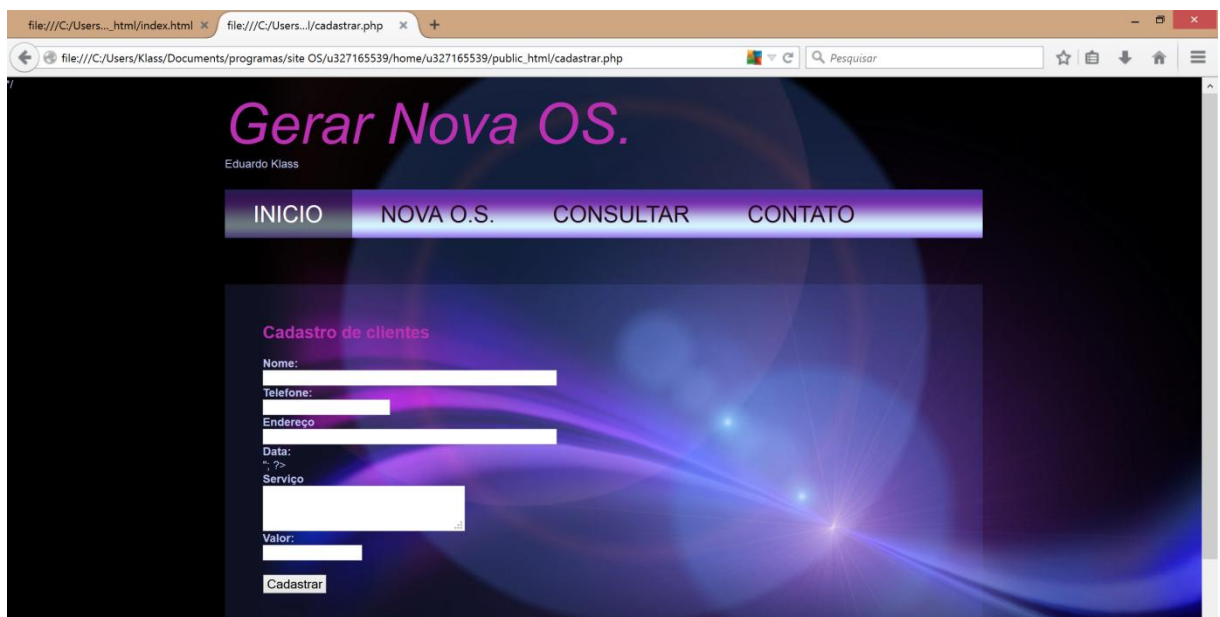 file:///C:/Users..._html/index.html
file:///C:/Users...l/cadastrar.php
file:///C:/Users/Klass/Documents/programas/site OS/u327165539/home/u327165539/public_html/cadastrar.php
Pesquisar
*/
Gerar Nova OS.
Eduardo Klass
INICIO NOVA O.S. CONSULTAR CONTATO
Cadastro de clientes
Nome:
Telefone:
Endereço
Data:
"; ?>
Serviço
Valor:
Cadastrar